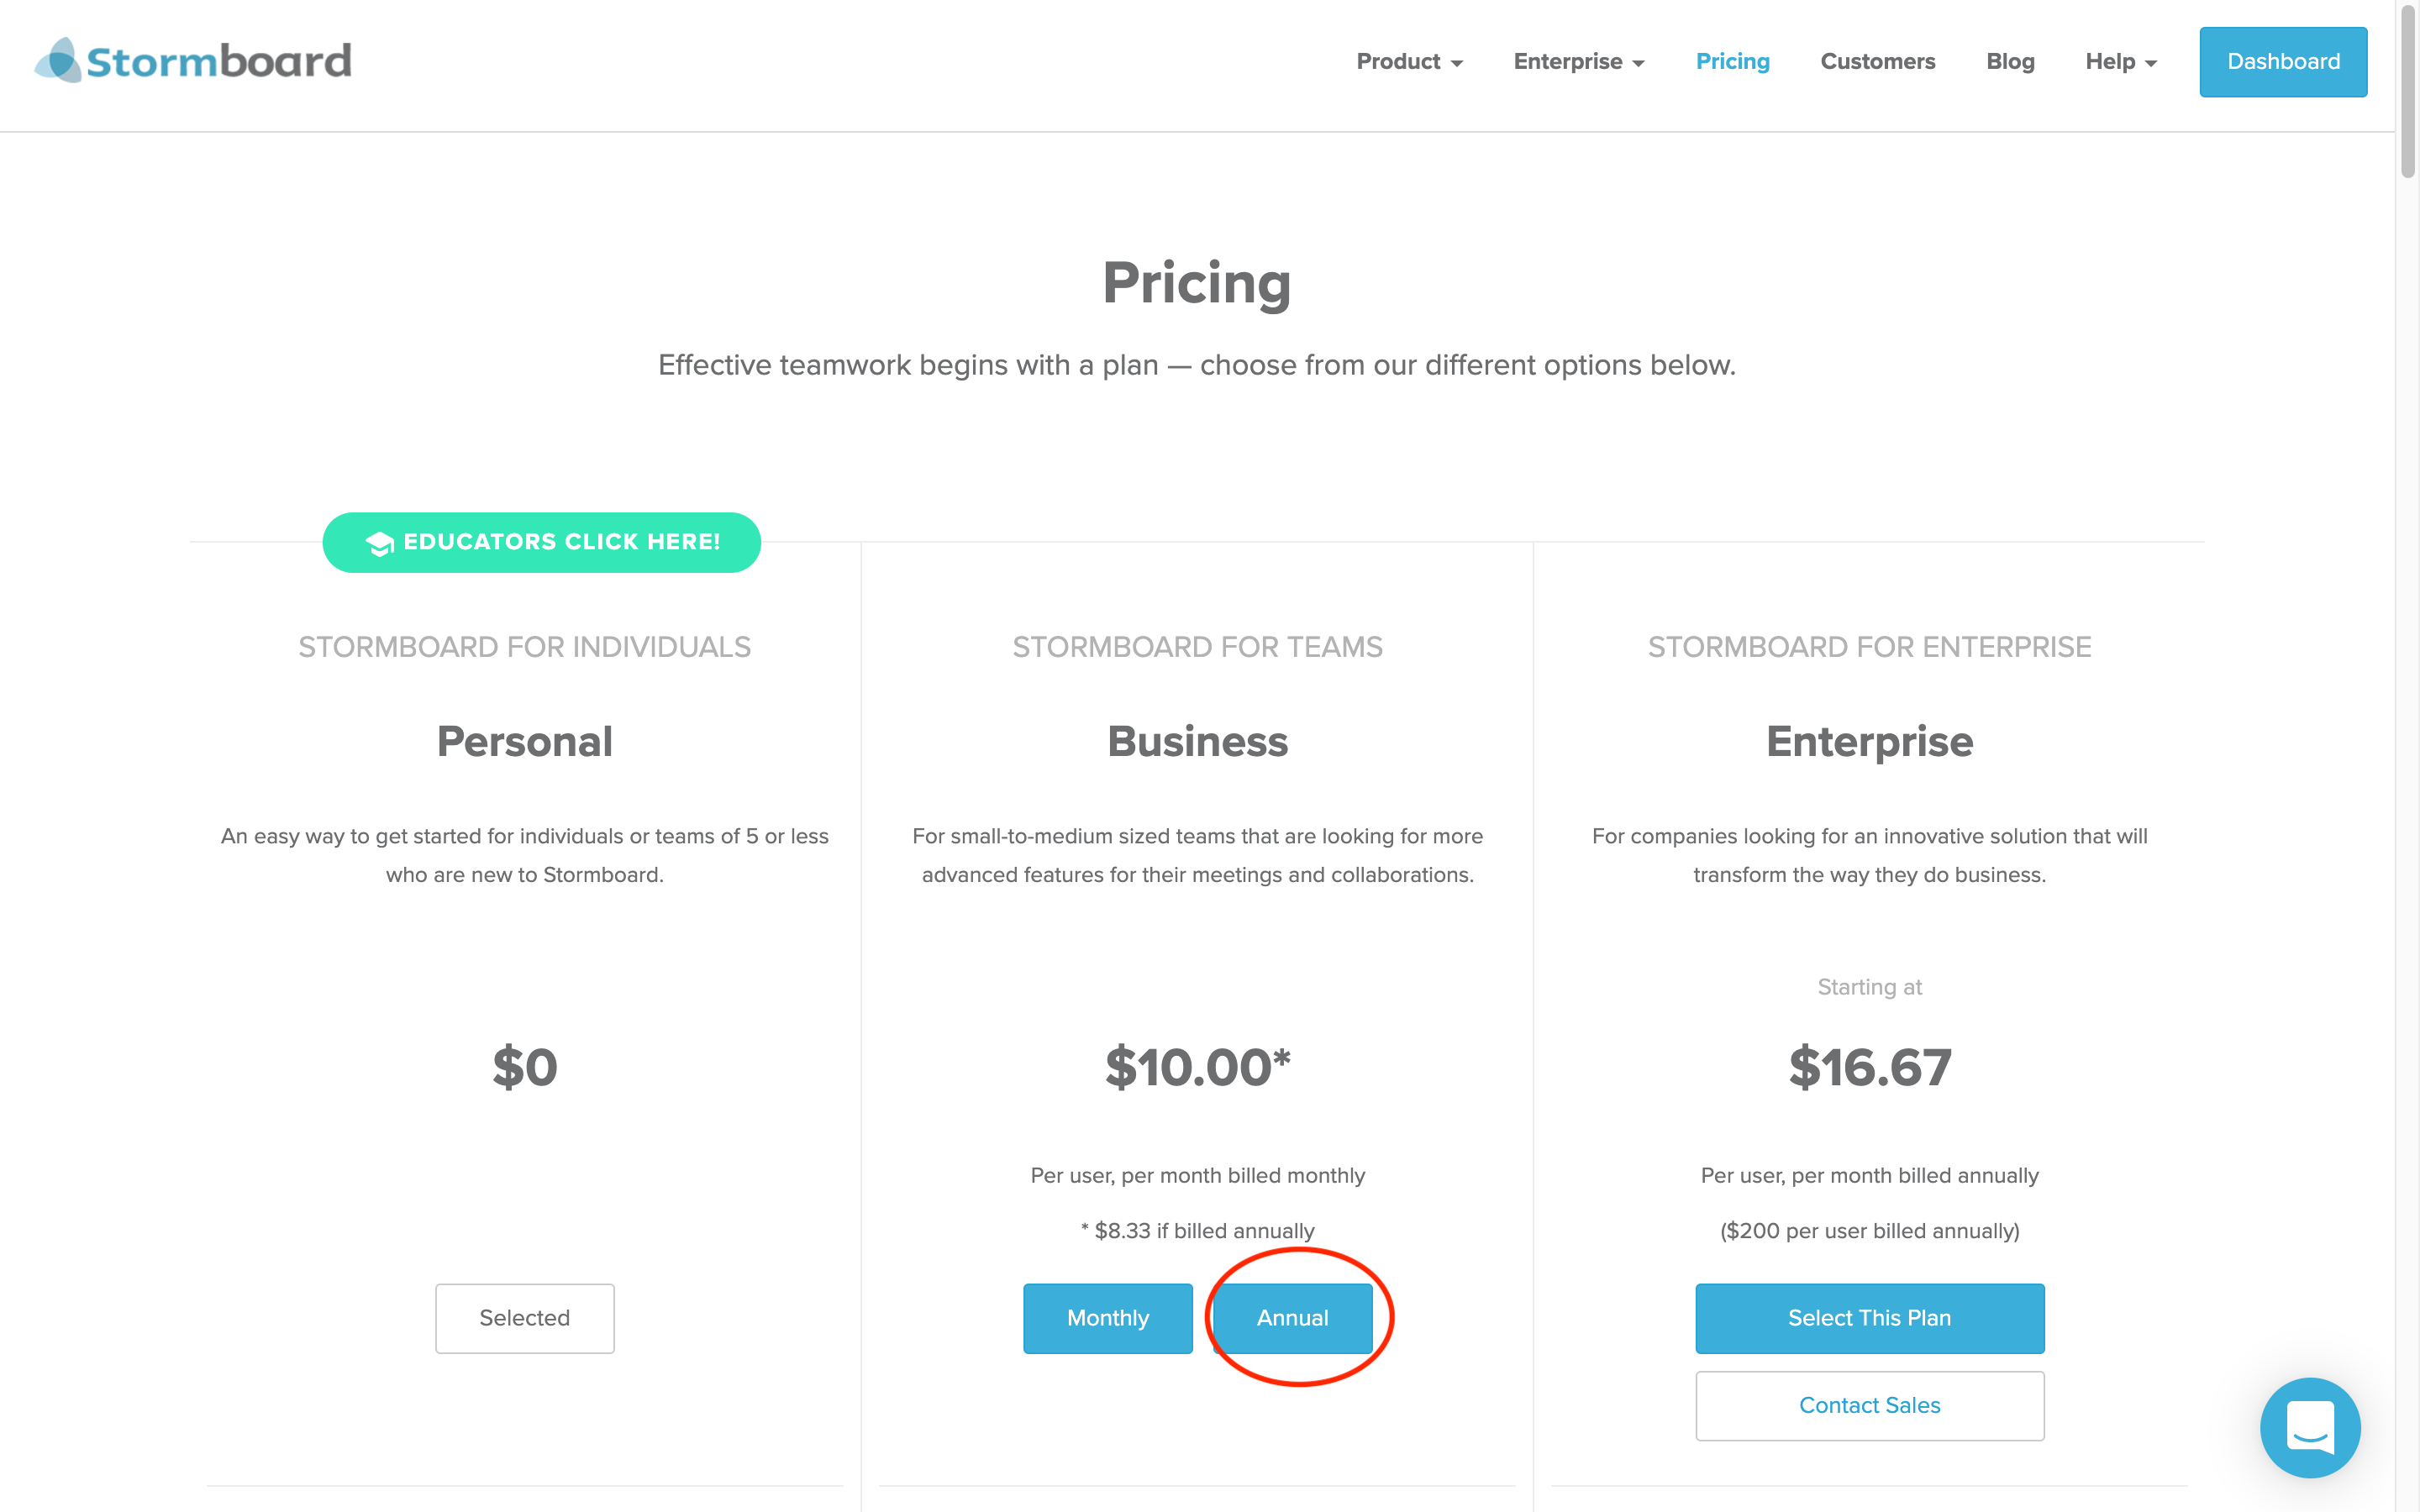 Stormboard
Product
Enterprise
Pricing
Customers
Blog
Help
Dashboard
Pricing
Effective teamwork begins with a plan — choose from our different options below.
EDUCATORS CLICK HERE!
STORMBOARD FOR INDIVIDUALS
Personal
An easy way to get started for individuals or teams of 5 or less
who are new to Stormboard.
$0
Selected
STORMBOARD FOR TEAMS
Business
For small-to-medium sized teams that are looking for more
advanced features for their meetings and collaborations.
$10.00*
Per user, per month billed monthly
* $8.33 if billed annually
Monthly
Annual
STORMBOARD FOR ENTERPRISE
Enterprise
For companies looking for an innovative solution that will
transform the way they do business.
Starting at
$16.67
Per user, per month billed annually
($200 per user billed annually)
Select This Plan
Contact Sales